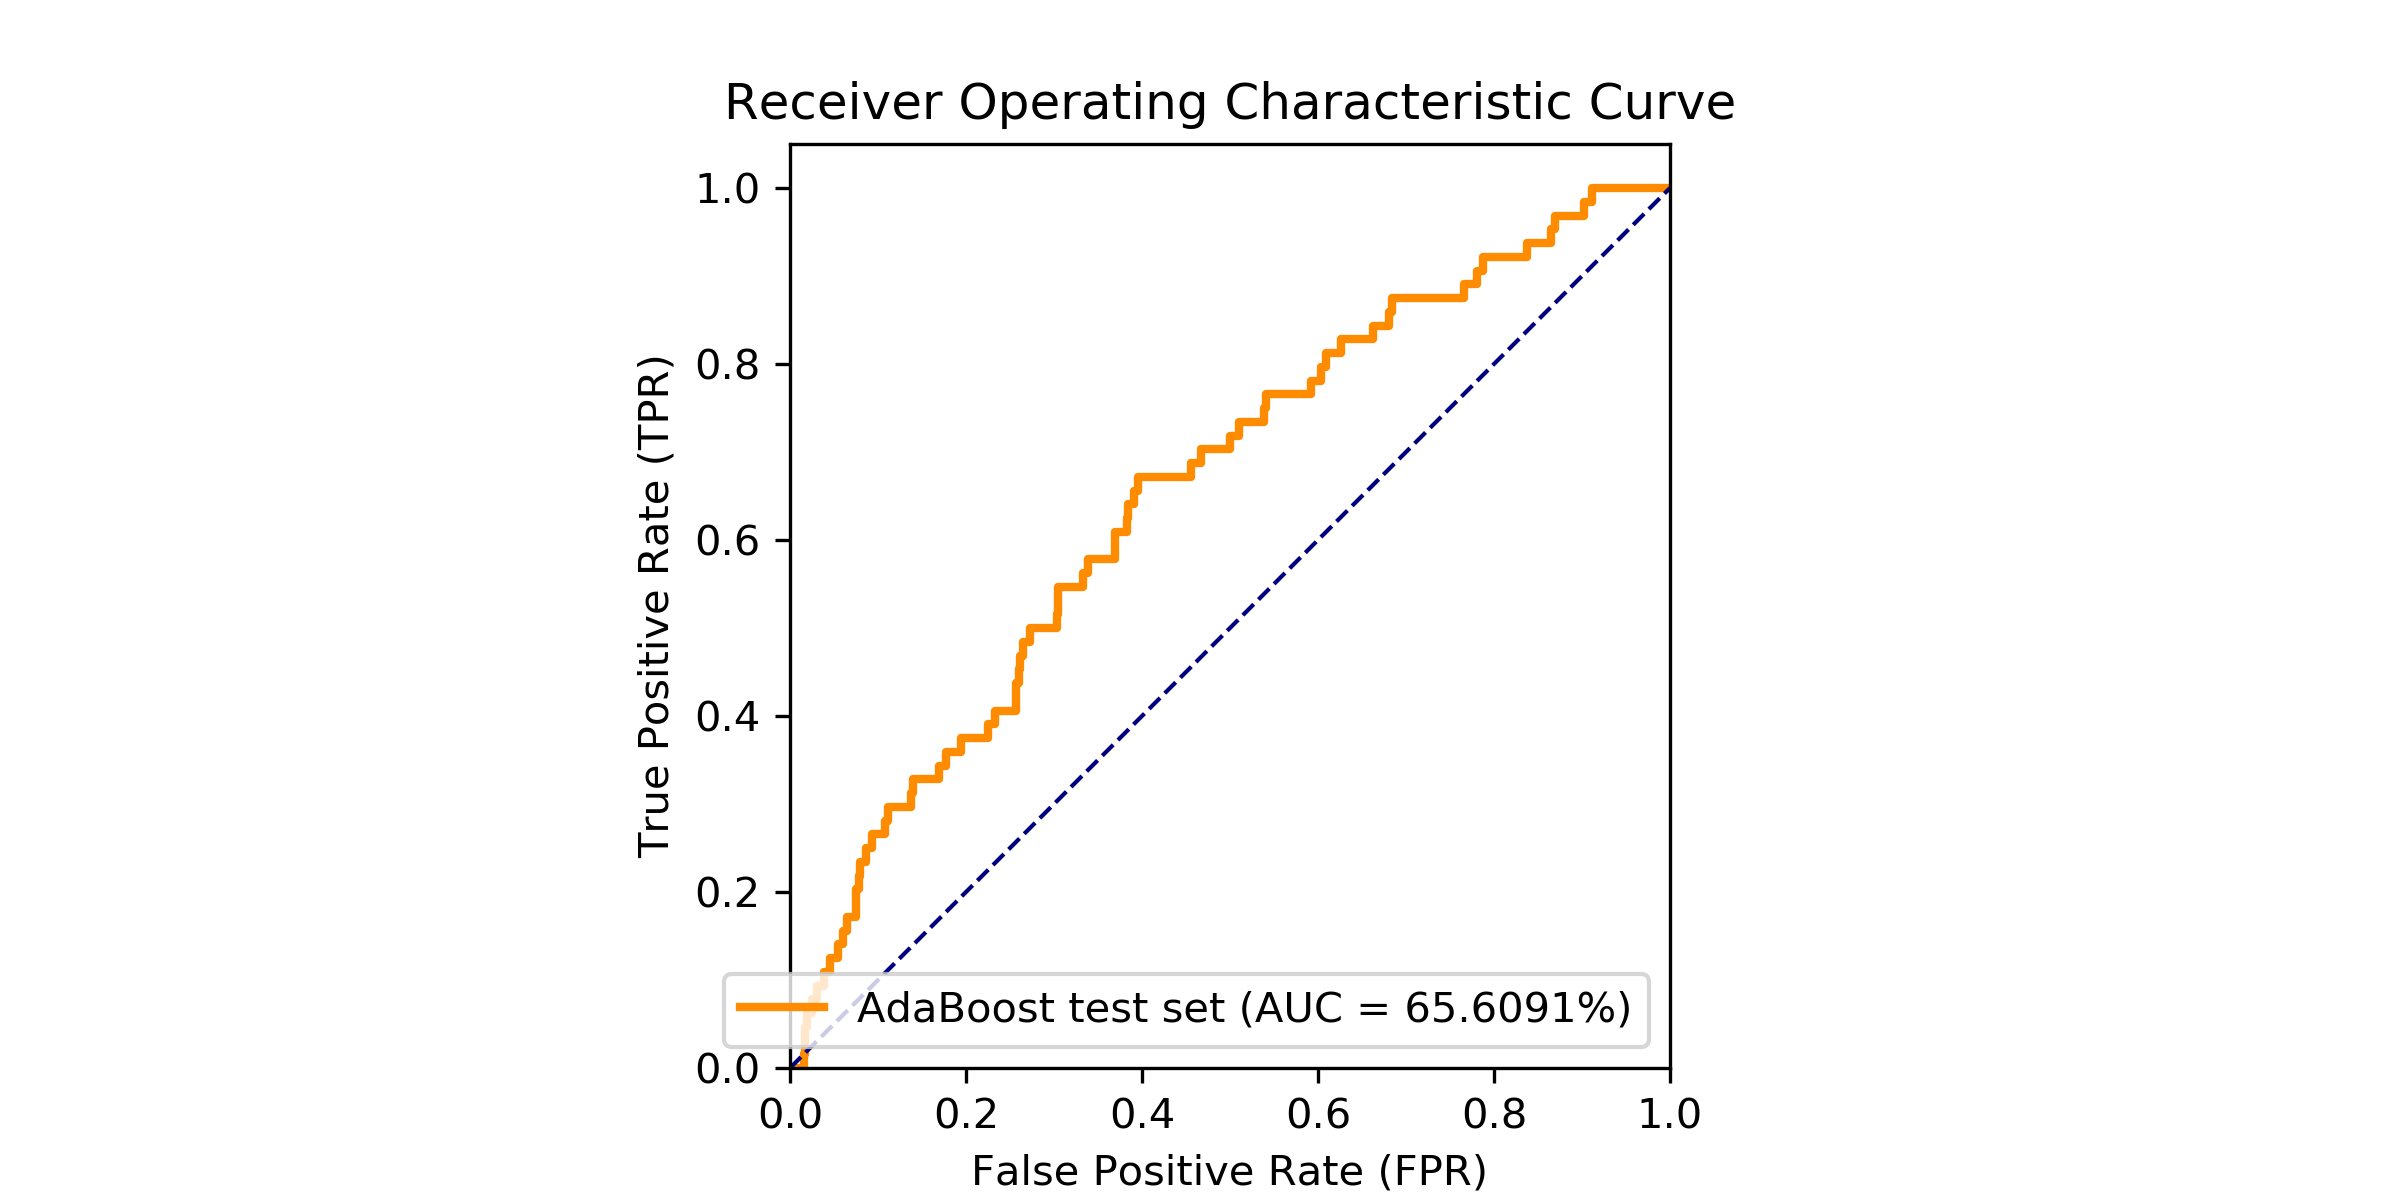 Receiver Operating Characteristic Curve
1.0
0.8
0.6
0.4
0.2
0.0
True Positive Rate (TPR)
AdaBoost test set (AUC = 65.6091%)
0.0 0.2 0.4 0.6 0.8 1.0
False Positive Rate (FPR)